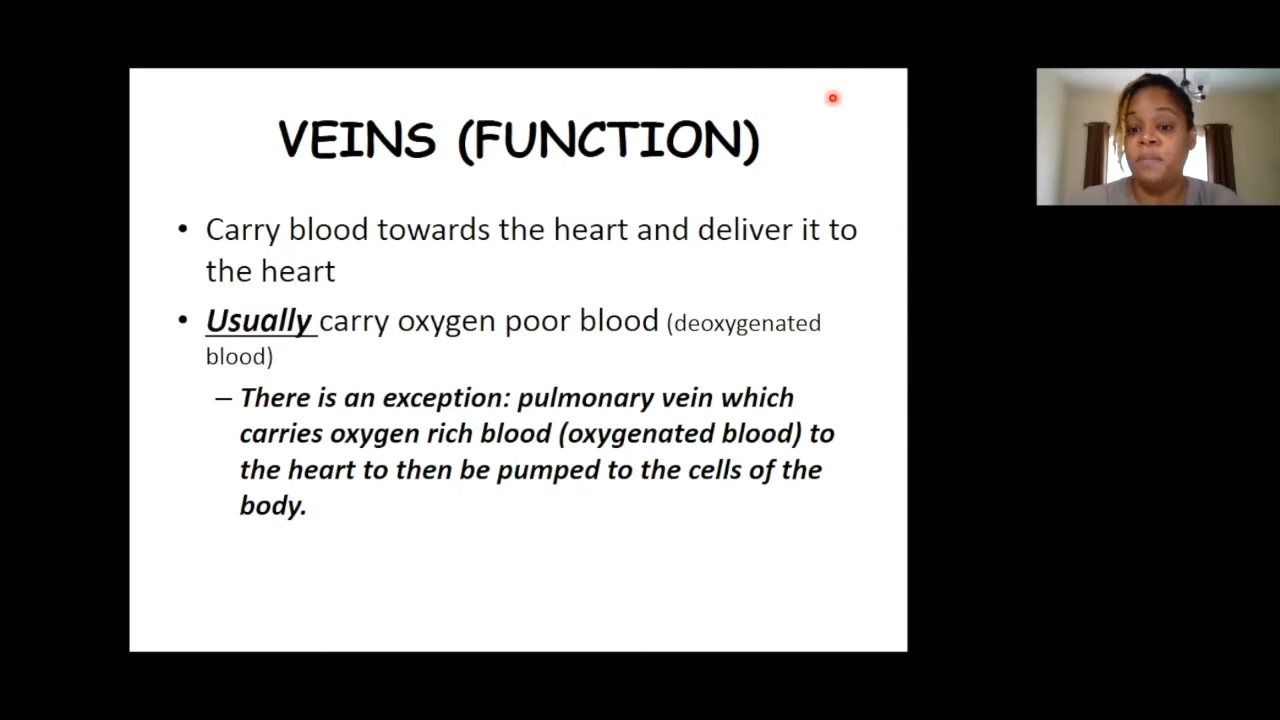 VEINS (FUNCTION)
• Carry blood towards the heart and deliver it to
the heart
• Usually carry oxygen poor blood (deoxygenated
blood)
– There is an exception: pulmonary vein which
carries oxygen rich blood (oxygenated blood) to
the heart to then be pumped to the cells of the
body.